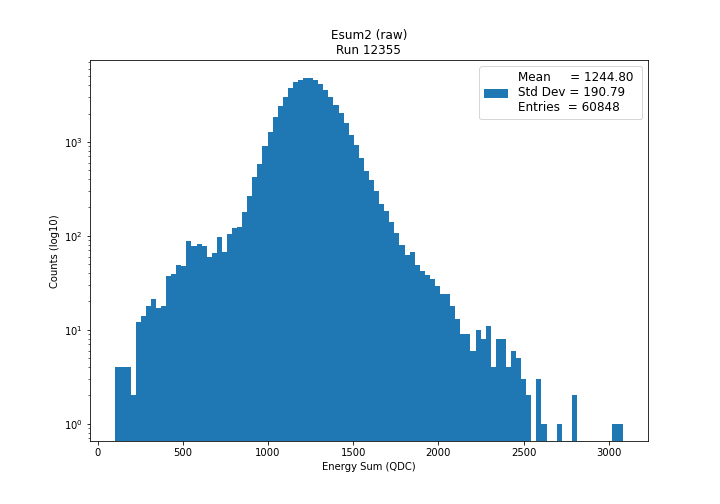 Esum2 (raw)
Run 12355
Mean     = 1244.80
Std Dev = 190.79
Entries  = 60848
Counts (log10)
10³
10²
10¹
10⁰
0 500 1000 1500 2000 2500 3000
Energy Sum (QDC)